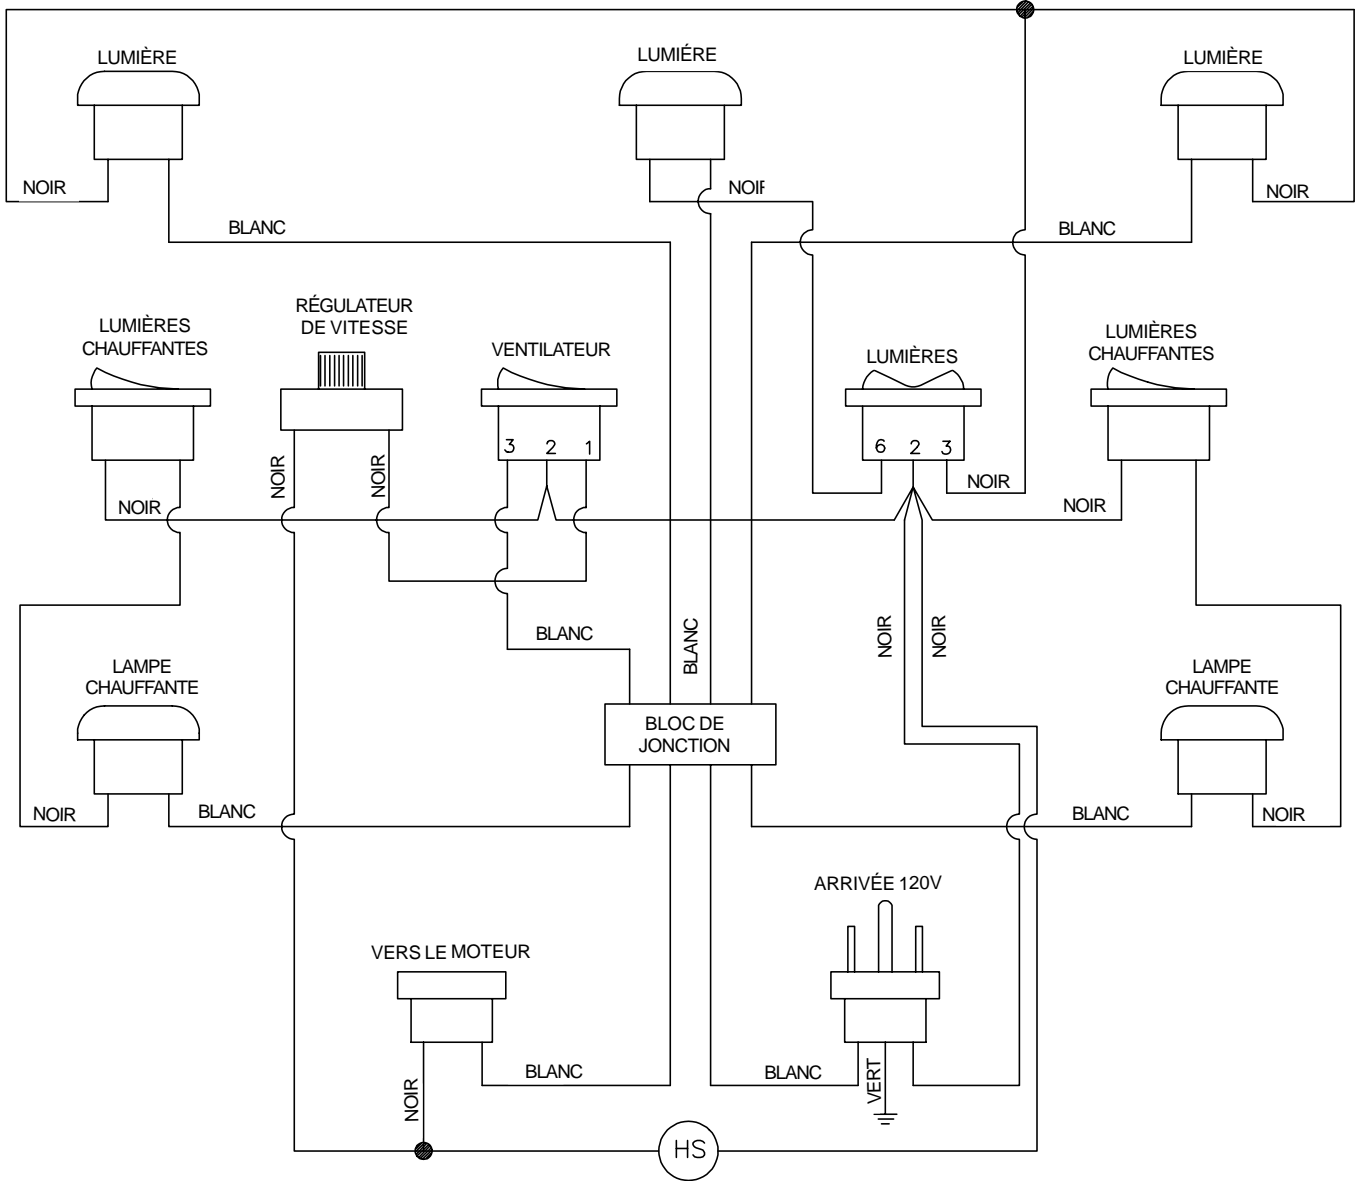 LUMIÈRE
LUMIÉRE
LUMIÈRE
NOIR
NOIR
NOIR
BLANC
BLANC
LUMIÈRES
CHAUFFANTES
RÉGULATEUR
DE VITESSE
VENTILATEUR
LUMIÈRES
LUMIÈRES
CHAUFFANTES
3 2 1
6 2 3
NOIR
NOIR
NOIR
NOIR
NOIR
BLANC
BLANC
NOIR
NOIR
LAMPE
CHAUFFANTE
BLOC DE
JONCTION
LAMPE
CHAUFFANTE
NOIR
BLANC
BLANC
NOIR
ARRIVÉE 120V
VERS LE MOTEUR
NOIR
BLANC
BLANC
VERT
HS